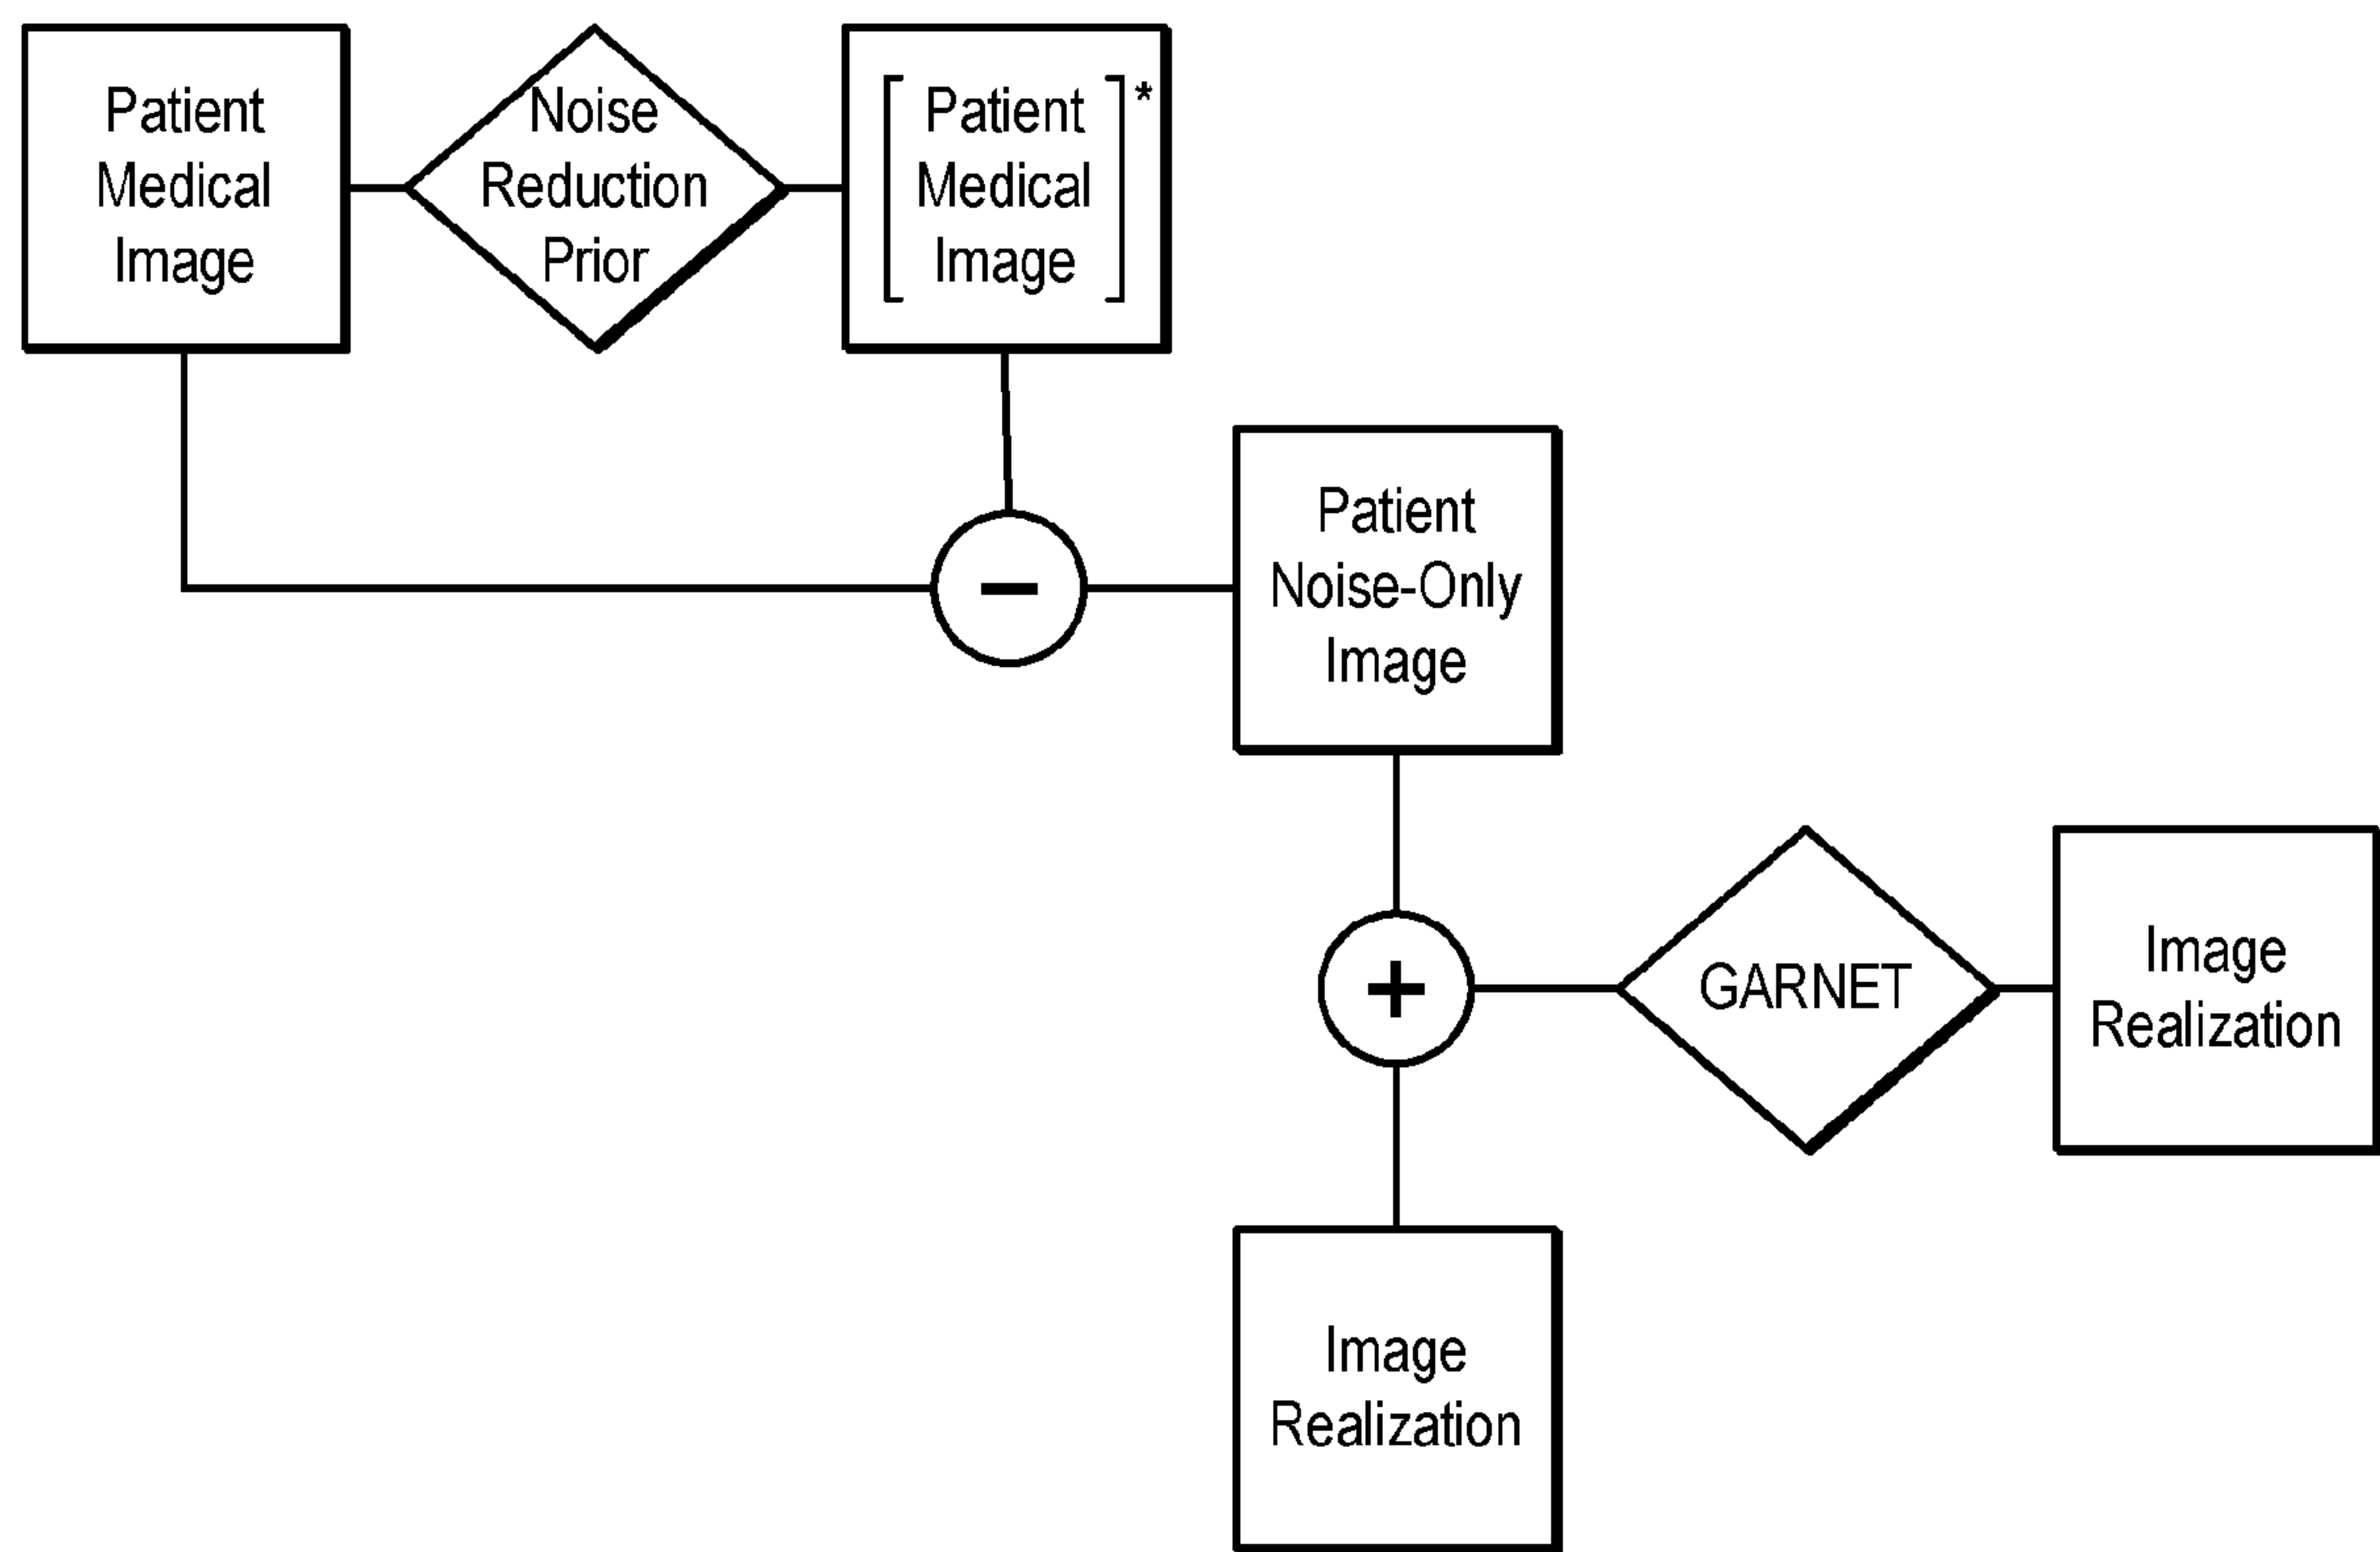 Patient
Medical
Image
Noise
Reduction
Prior
[Patient
Medical
Image]*
−
Patient
Noise-Only
Image
+
GARNET
Image
Realization
Image
Realization